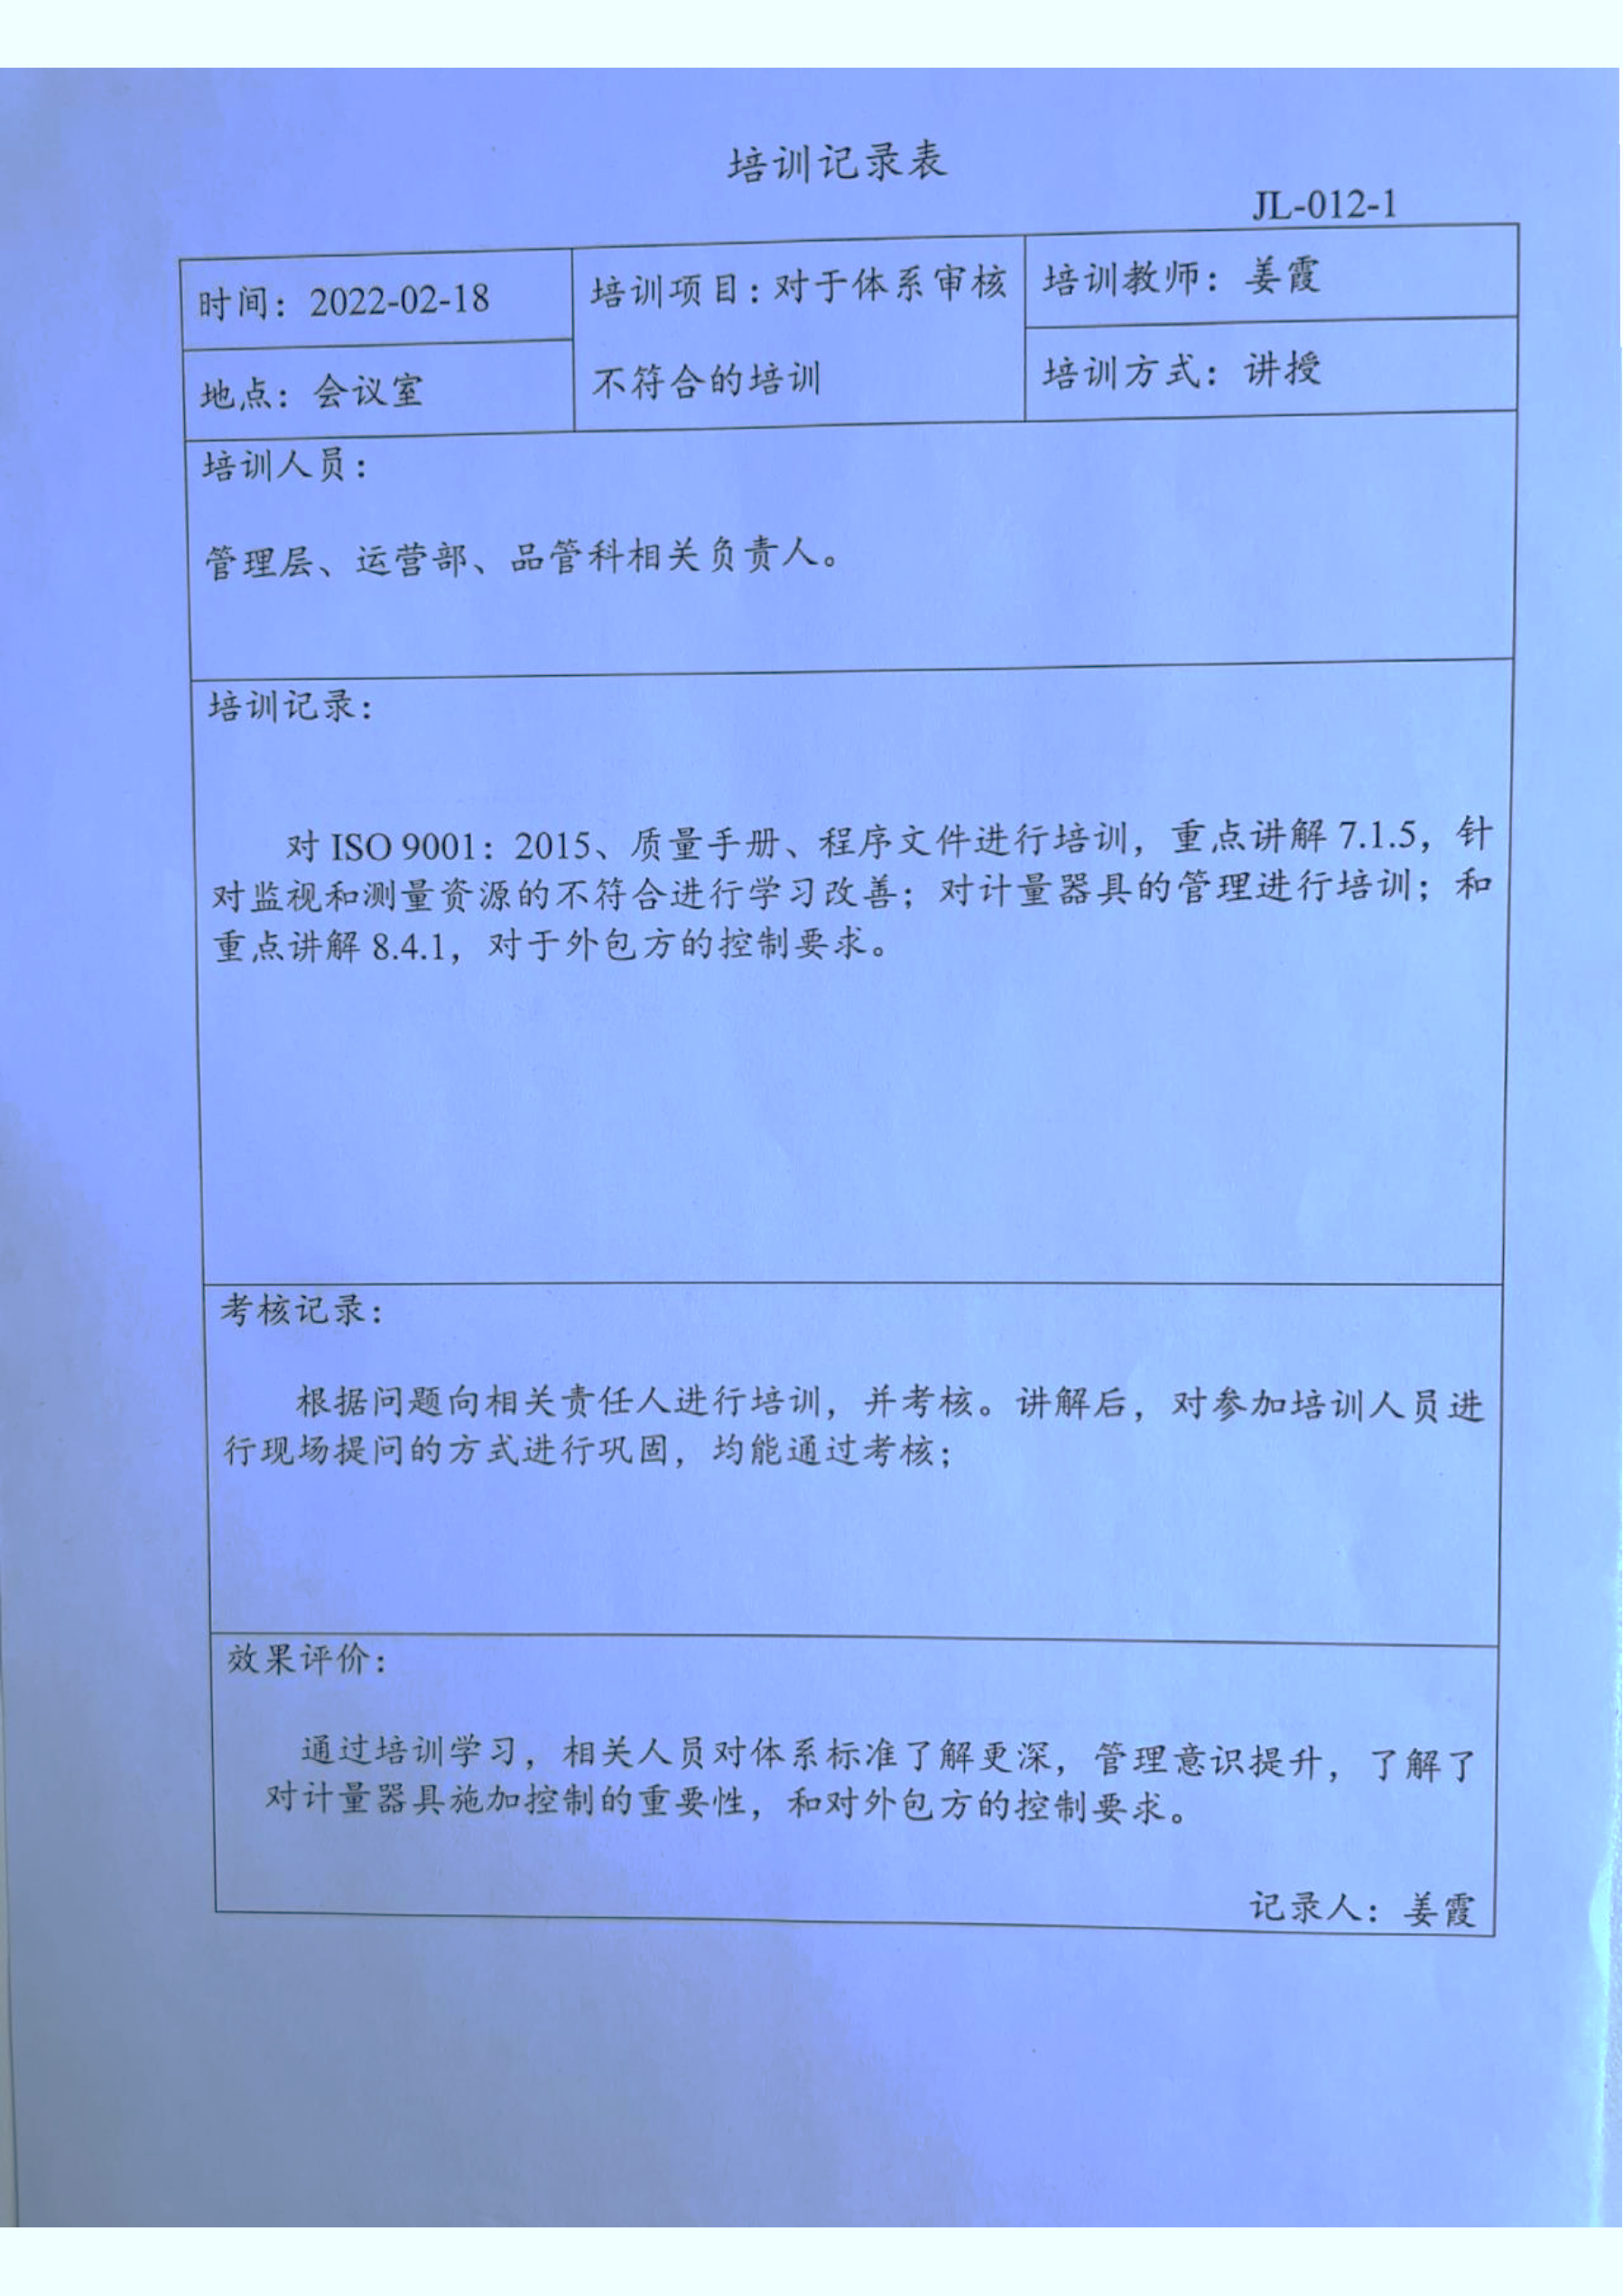 培训记录表
JL-012-1
时间：2022-02-18
培训项目：对于体系审核
不符合的培训
培训教师：姜霞
地点：会议室
培训方式：讲授
培训人员：
管理层、运营部、品管科相关负责人。
培训记录：
对 ISO 9001：2015、质量手册、程序文件进行培训，重点讲解 7.1.5，针
对监视和测量资源的不符合进行学习改善；对计量器具的管理进行培训；和
重点讲解 8.4.1，对于外包方的控制要求。
考核记录：
根据问题向相关责任人进行培训，并考核。讲解后，对参加培训人员进
行现场提问的方式进行巩固，均能通过考核；
效果评价：
通过培训学习，相关人员对体系标准了解更深，管理意识提升，了解了
对计量器具施加控制的重要性，和对外包方的控制要求。
记录人：姜霞